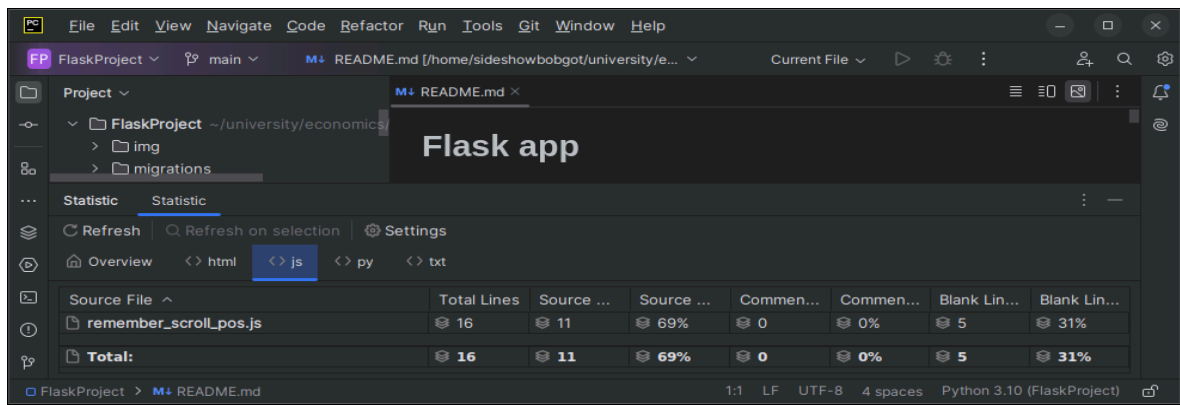 PC File Edit View Navigate Code Refactor Run Tools Git Window Help
FP FlaskProject main M↓ README.md [/home/sideshowbobgot/university/e... Current File
Project M↓ README.md
FlaskProject ~/university/economics/
img
migrations
Flask app
Statistic Statistic
Refresh Refresh on selection Settings
Overview <> html <> js <> py <> txt
Source File Total Lines Source ... Source ... Commen... Commen... Blank Lin... Blank Lin...
remember_scroll_pos.js 16 11 69% 0 0% 5 31%
Total: 16 11 69% 0 0% 5 31%
FlaskProject > M↓ README.md 1:1 LF UTF-8 4 spaces Python 3.10 (FlaskProject)